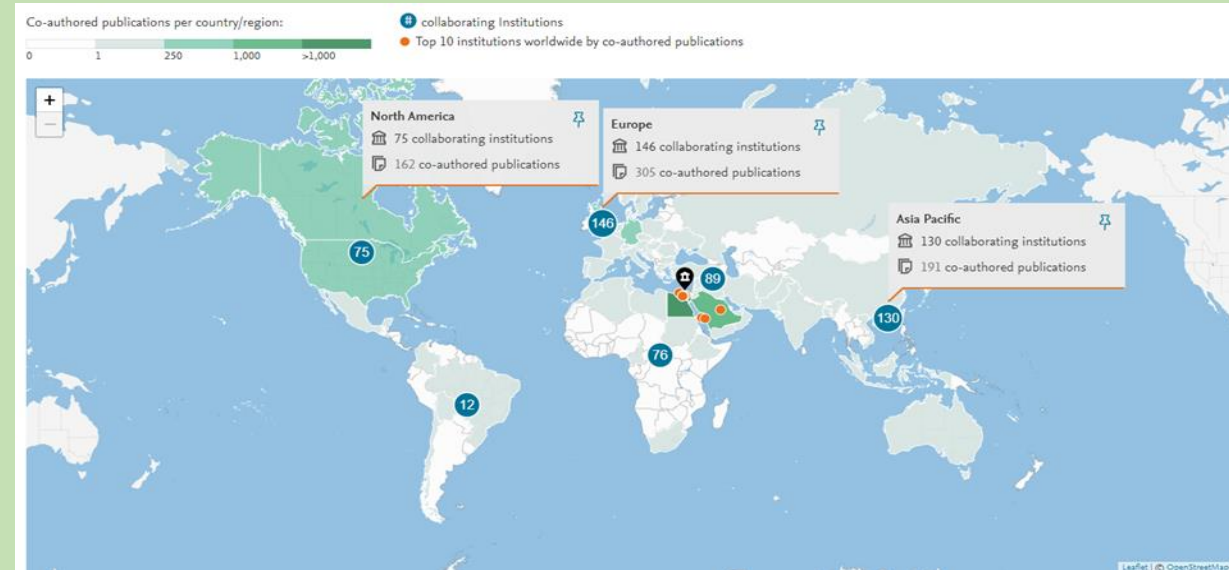 Co-authored publications per country/region:
0 1 250 1,000 >1,000
# collaborating Institutions
Top 10 institutions worldwide by co-authored publications
+
−
North America
75 collaborating institutions
162 co-authored publications
Europe
146 collaborating institutions
305 co-authored publications
Asia Pacific
130 collaborating institutions
191 co-authored publications
146
75
89
130
76
12
Leaflet | © OpenStreetMap